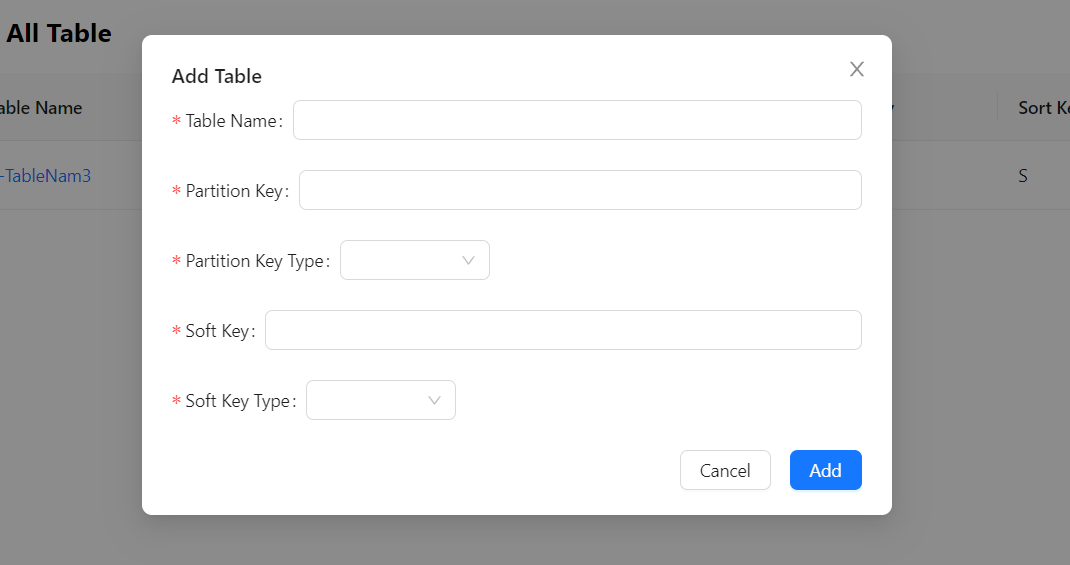 All Table
Add Table
able Name
Sort K
* Table Name:
-TableNam3
S
* Partition Key:
* Partition Key Type:
* Soft Key:
* Soft Key Type:
Cancel
Add